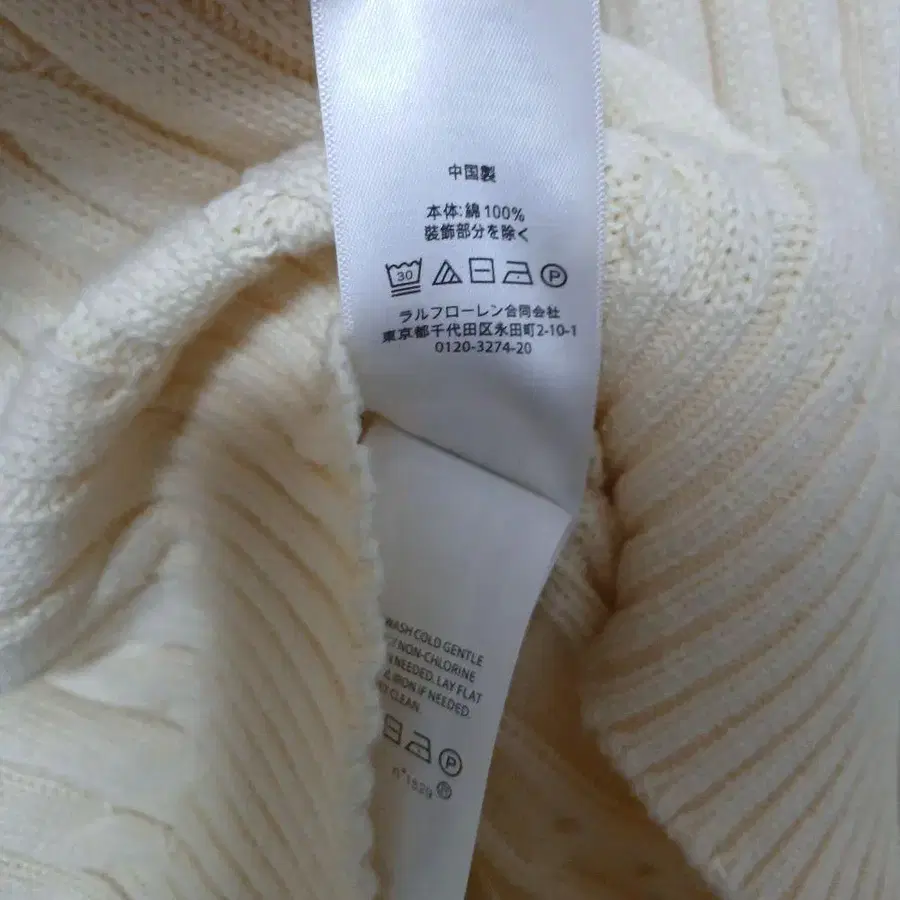 中国製
本体:綿100%
装飾部分を除く
30 P
ラルフローレン合同会社
東京都千代田区永田町2-10-1
0120-3274-20
WASH COLD GENTLE
NON-CHLORINE
NEEDED. LAY FLAT
IRON IF NEEDED.
CLEAN.
P
n°1829